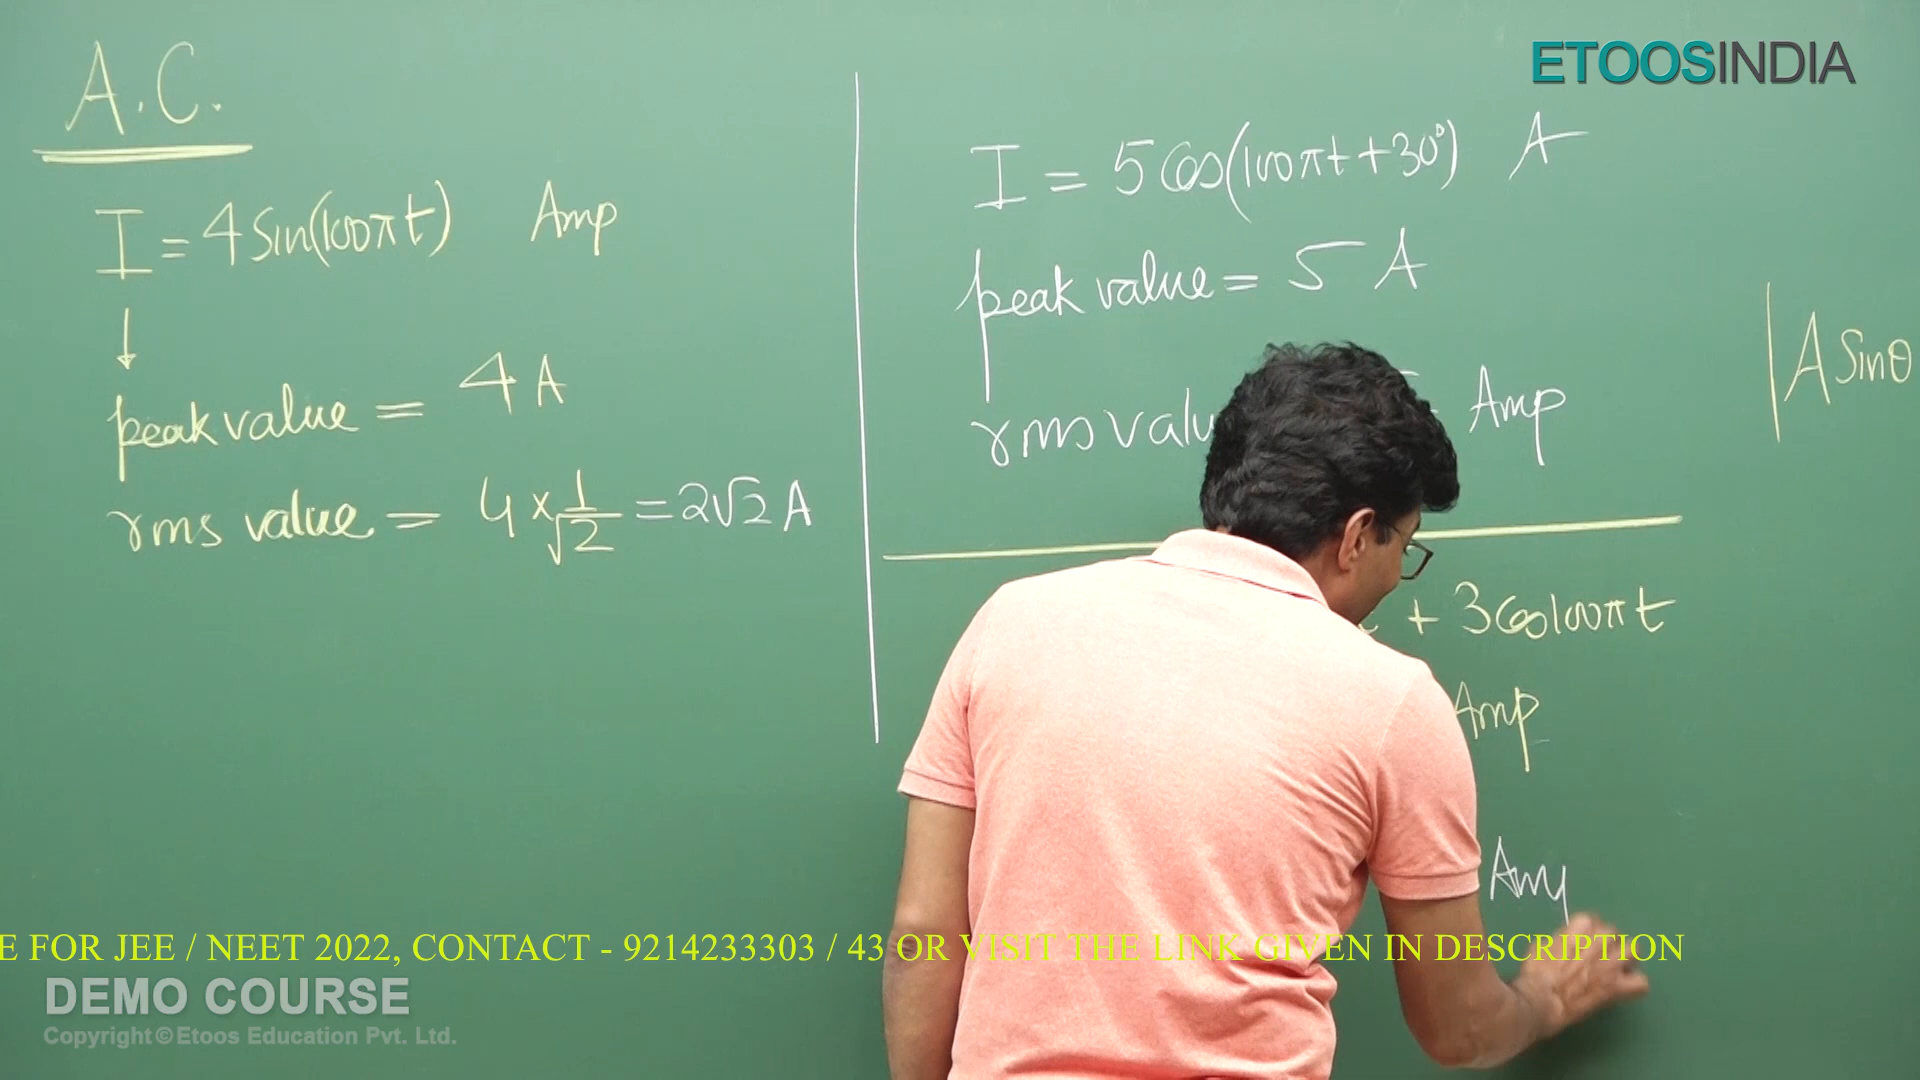 ETOOSINDIA
A.C.
I = 4 Sin(100πt) Amp
↓
peak value = 4 A
rms value = 4 × 1/√2 = 2√2 A
I = 5 Cos(100πt + 30°) A
peak value = 5 A
rms Amp
+ 3 Cos100πt
Amp
| A Sinθ
E FOR JEE / NEET 2022, CONTACT - 9214233303 / 43 OR VISIT THE LINK GIVEN IN DESCRIPTION
DEMO COURSE
Copyright © Etoos Education Pvt. Ltd.